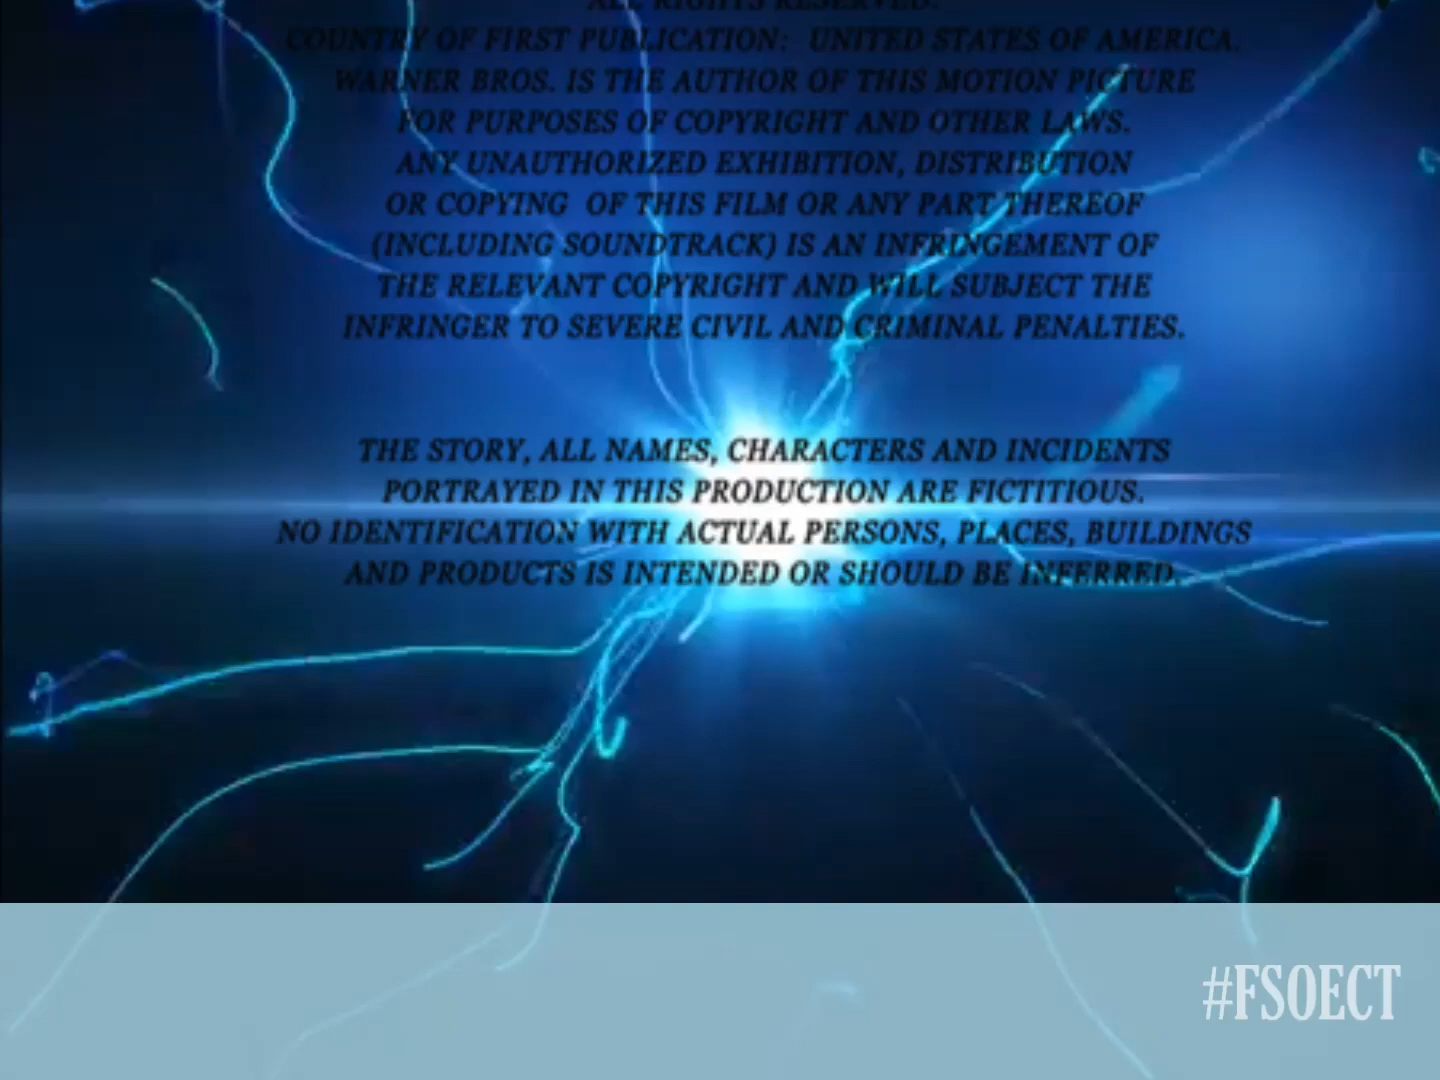 ALL RIGHTS RESERVED.
COUNTRY OF FIRST PUBLICATION:  UNITED STATES OF AMERICA.
WARNER BROS. IS THE AUTHOR OF THIS MOTION PICTURE
FOR PURPOSES OF COPYRIGHT AND OTHER LAWS.
ANY UNAUTHORIZED EXHIBITION, DISTRIBUTION
OR COPYING  OF THIS FILM OR ANY PART THEREOF
(INCLUDING SOUNDTRACK) IS AN INFRINGEMENT OF
THE RELEVANT COPYRIGHT AND WILL SUBJECT THE
INFRINGER TO SEVERE CIVIL AND CRIMINAL PENALTIES.
THE STORY, ALL NAMES, CHARACTERS AND INCIDENTS
PORTRAYED IN THIS PRODUCTION ARE FICTITIOUS.
NO IDENTIFICATION WITH ACTUAL PERSONS, PLACES, BUILDINGS
AND PRODUCTS IS INTENDED OR SHOULD BE INFERRED.
#FSOECT